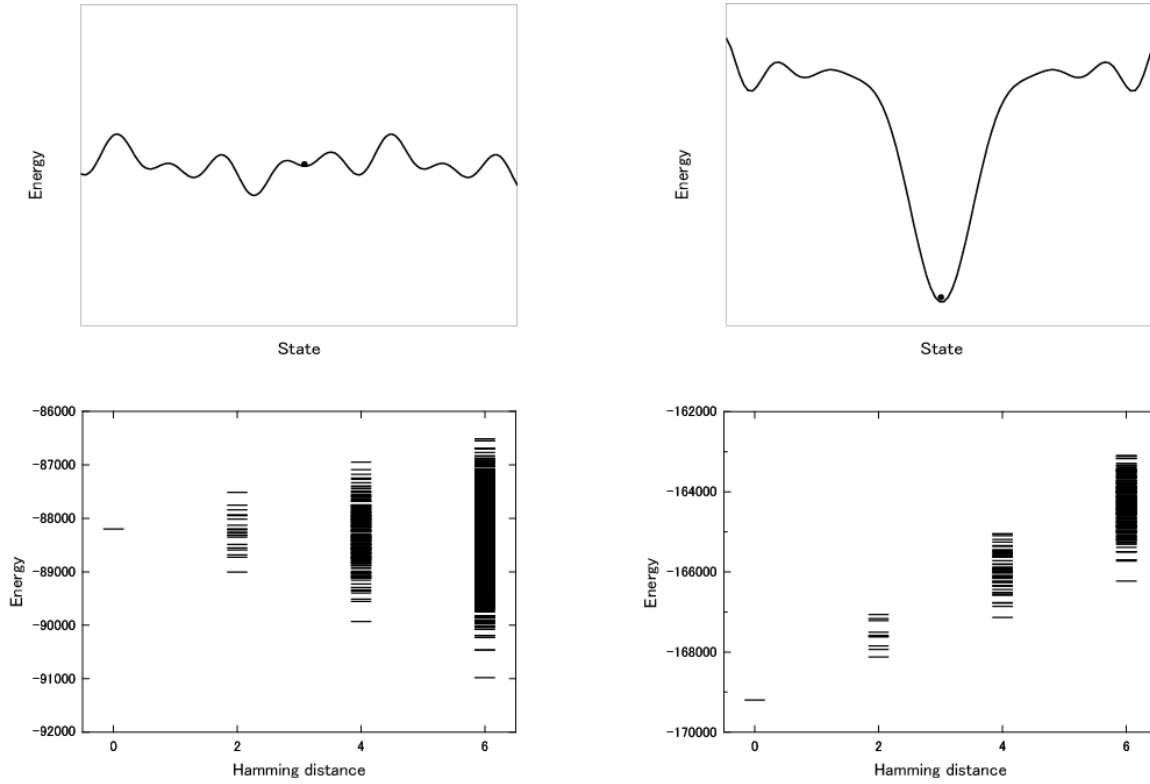 Energy
State
Energy
State
Energy
-86000
-87000
-88000
-89000
-90000
-91000
-92000
0 2 4 6
Hamming distance
Energy
-162000
-164000
-166000
-168000
-170000
0 2 4 6
Hamming distance